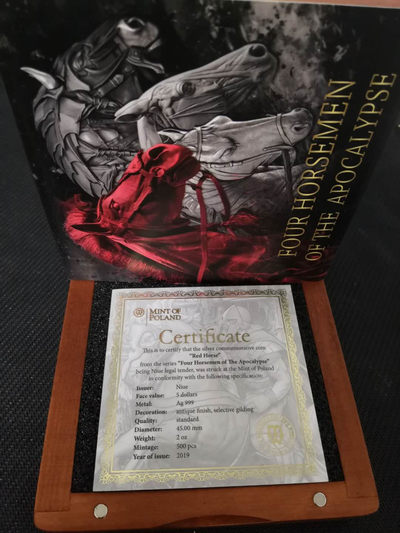 FOUR HORSEMEN
OF THE APOCALYPSE
MINT OF
POLAND
Certificate
This is to certify that the silver commemorative coin
"Red Horse"
from the series "Four Horsemen of The Apocalypse"
being Niue legal tender, was struck at the Mint of Poland
in conformity with the following specification:
Issuer: Niue
Face value: 5 dollars
Metal: Ag 999
Decoration: antique finish, selective gilding
Quality: standard
Diameter: 45.00 mm
Weight: 2 oz
Mintage: 500 pcs
Year of issue: 2019